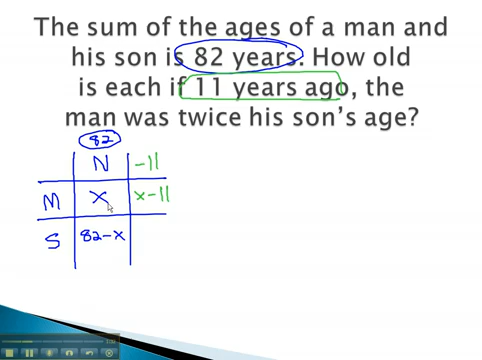 The sum of the ages of a man and
his son is 82 years. How old
is each if 11 years ago, the
man was twice his son's age?
82
N -11
M x x-11
S 82-x